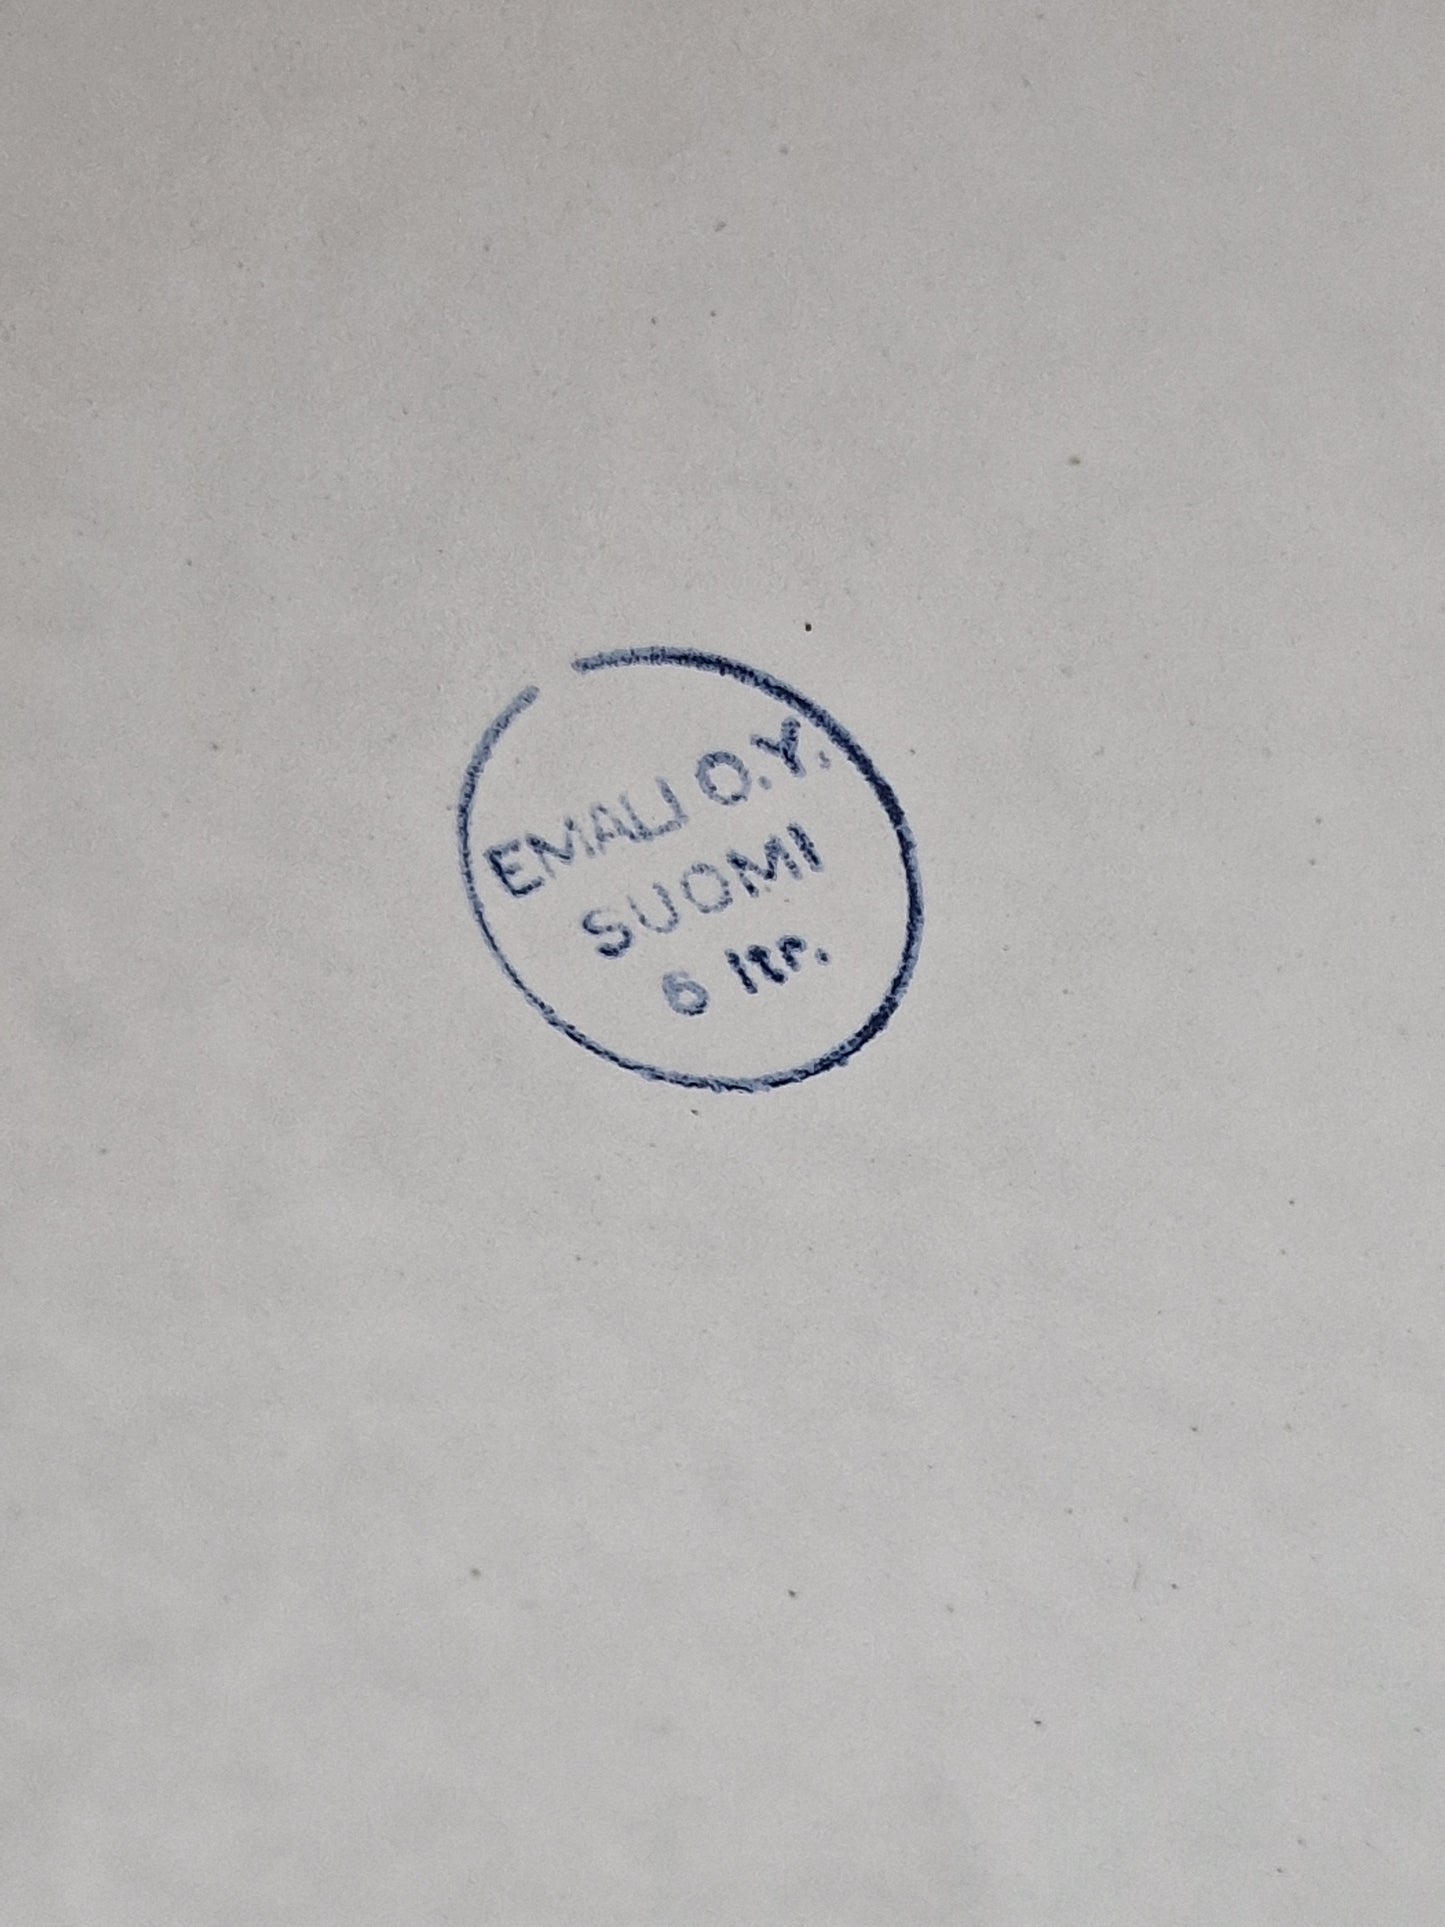 EMALI O.Y.
SUOMI
6 ltr.